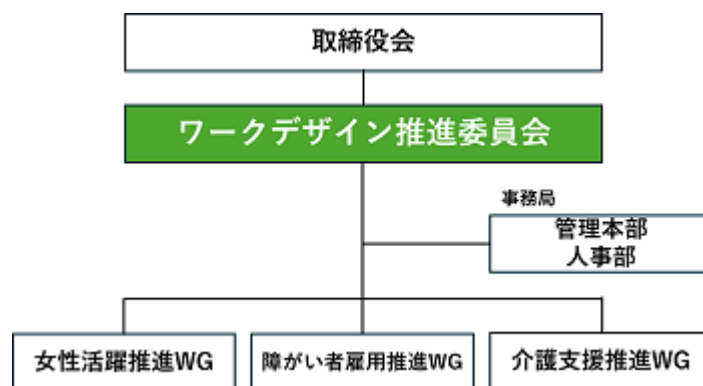 取締役会
ワークデザイン推進委員会
事務局
管理本部
人事部
女性活躍推進WG
障がい者雇用推進WG
介護支援推進WG